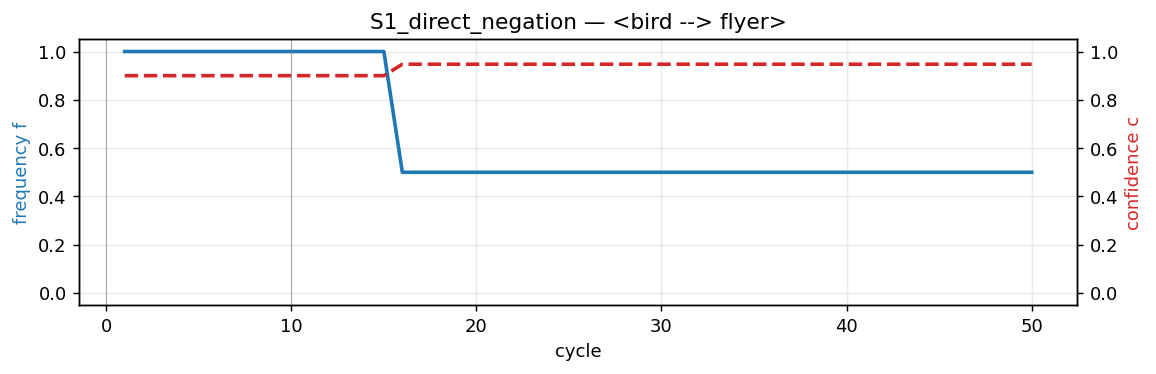 S1_direct_negation — <bird --> flyer>
1.0
0.8
0.6
0.4
0.2
0.0
frequency f
1.0
0.8
0.6
0.4
0.2
0.0
confidence c
0 10 20 30 40 50
cycle